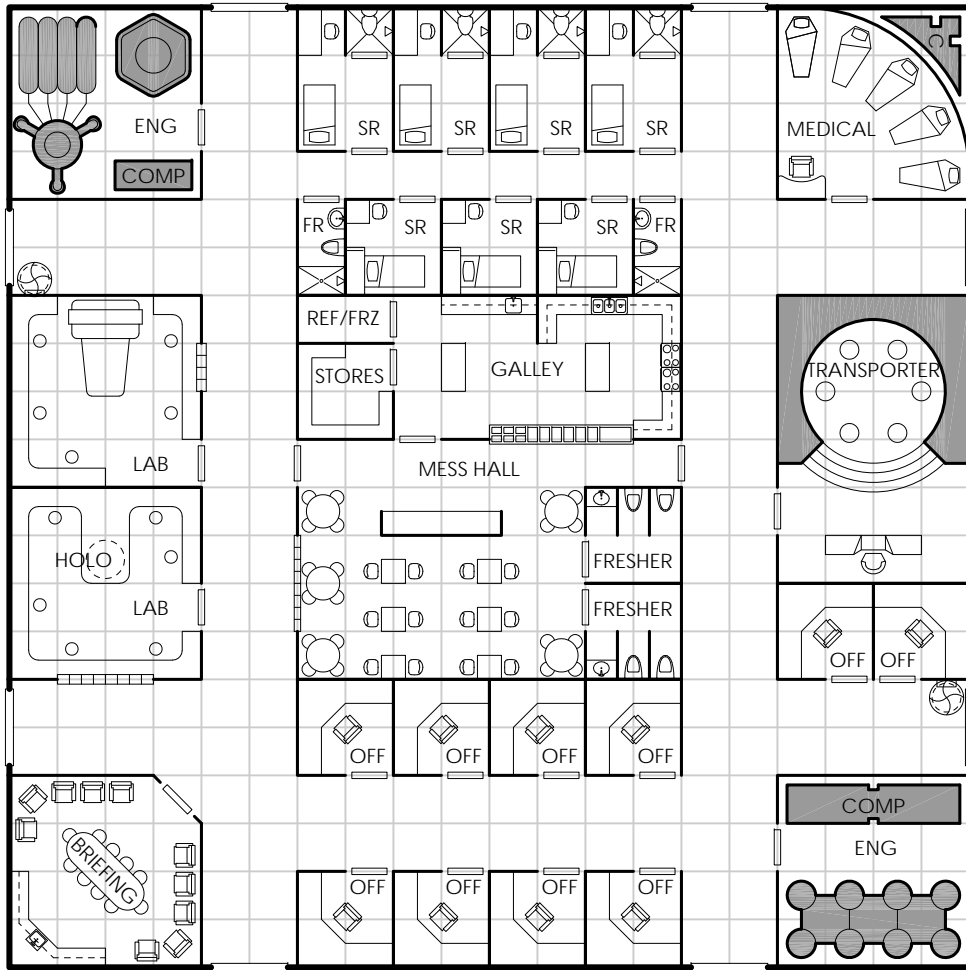 C
ENG
SR
SR
SR
SR
MEDICAL
COMP
FR
SR
SR
SR
FR
REF/FRZ
STORES
GALLEY
TRANSPORTER
LAB
MESS HALL
HOLO
FRESHER
LAB
FRESHER
OFF
OFF
OFF
OFF
OFF
OFF
COMP
BRIEFING
ENG
OFF
OFF
OFF
OFF